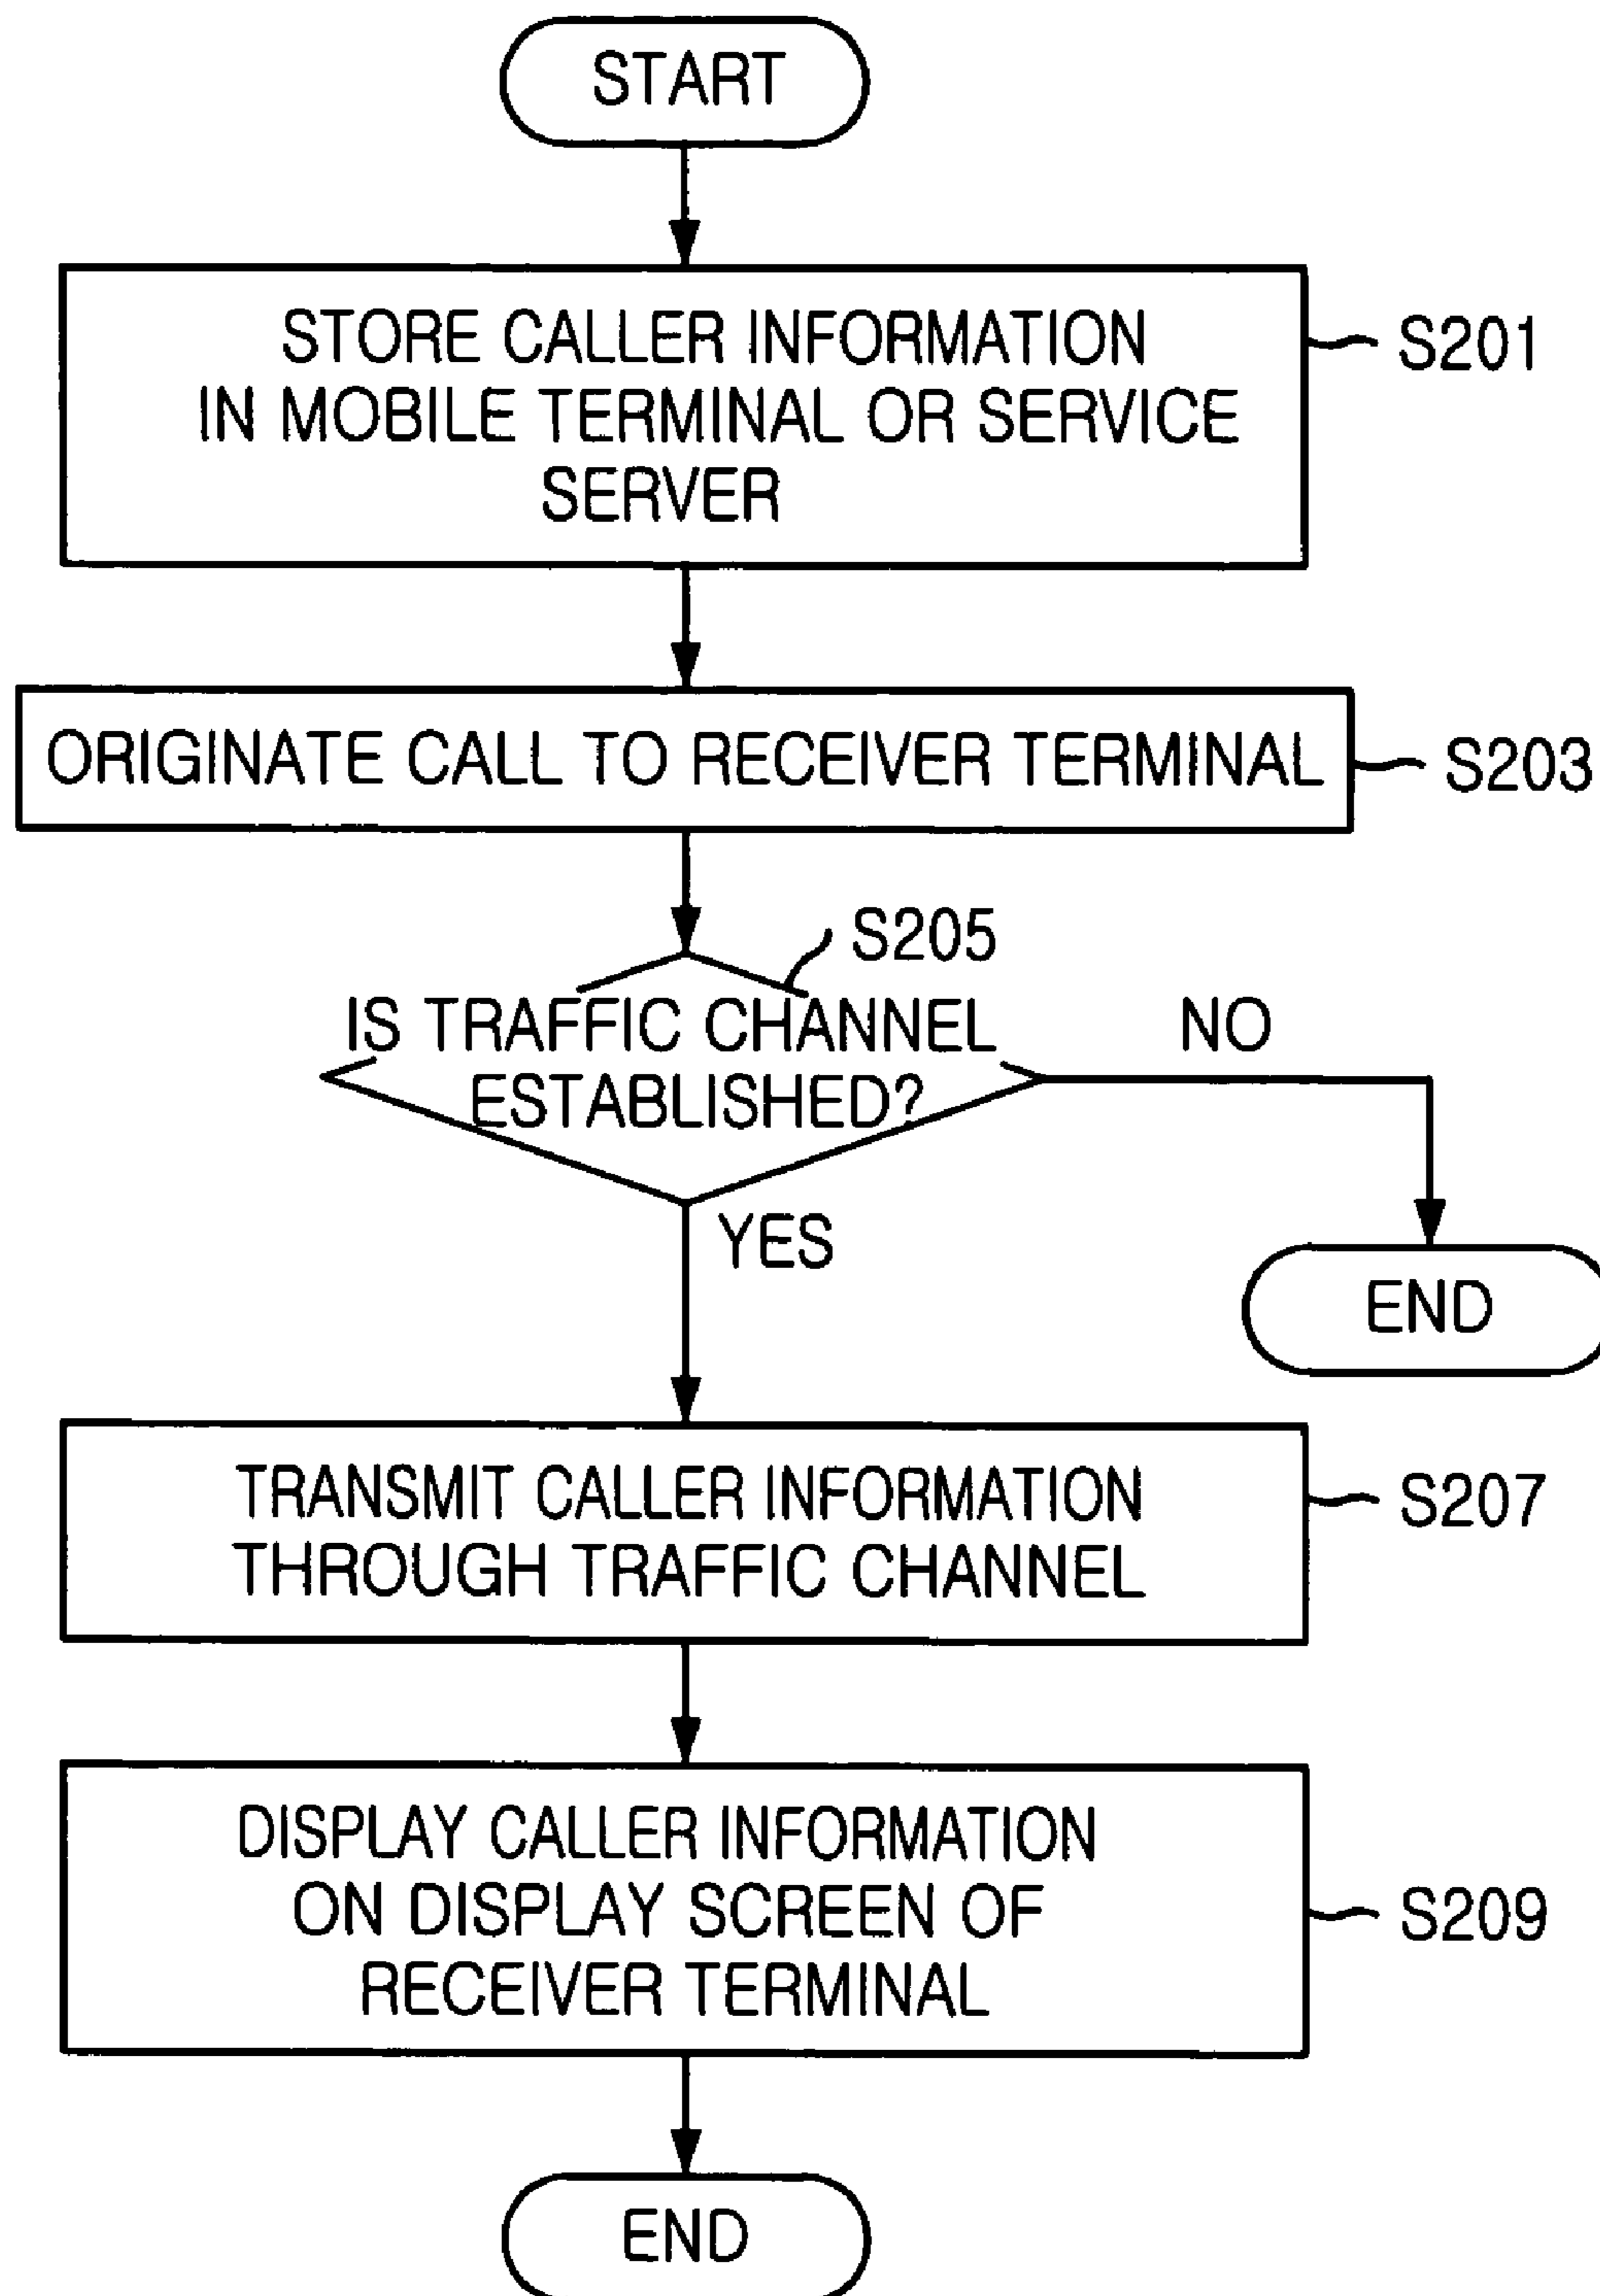 START
STORE CALLER INFORMATION
IN MOBILE TERMINAL OR SERVICE
SERVER
S201
ORIGINATE CALL TO RECEIVER TERMINAL
S203
S205
IS TRAFFIC CHANNEL
ESTABLISHED?
NO
YES
END
TRANSMIT CALLER INFORMATION
THROUGH TRAFFIC CHANNEL
S207
DISPLAY CALLER INFORMATION
ON DISPLAY SCREEN OF
RECEIVER TERMINAL
S209
END